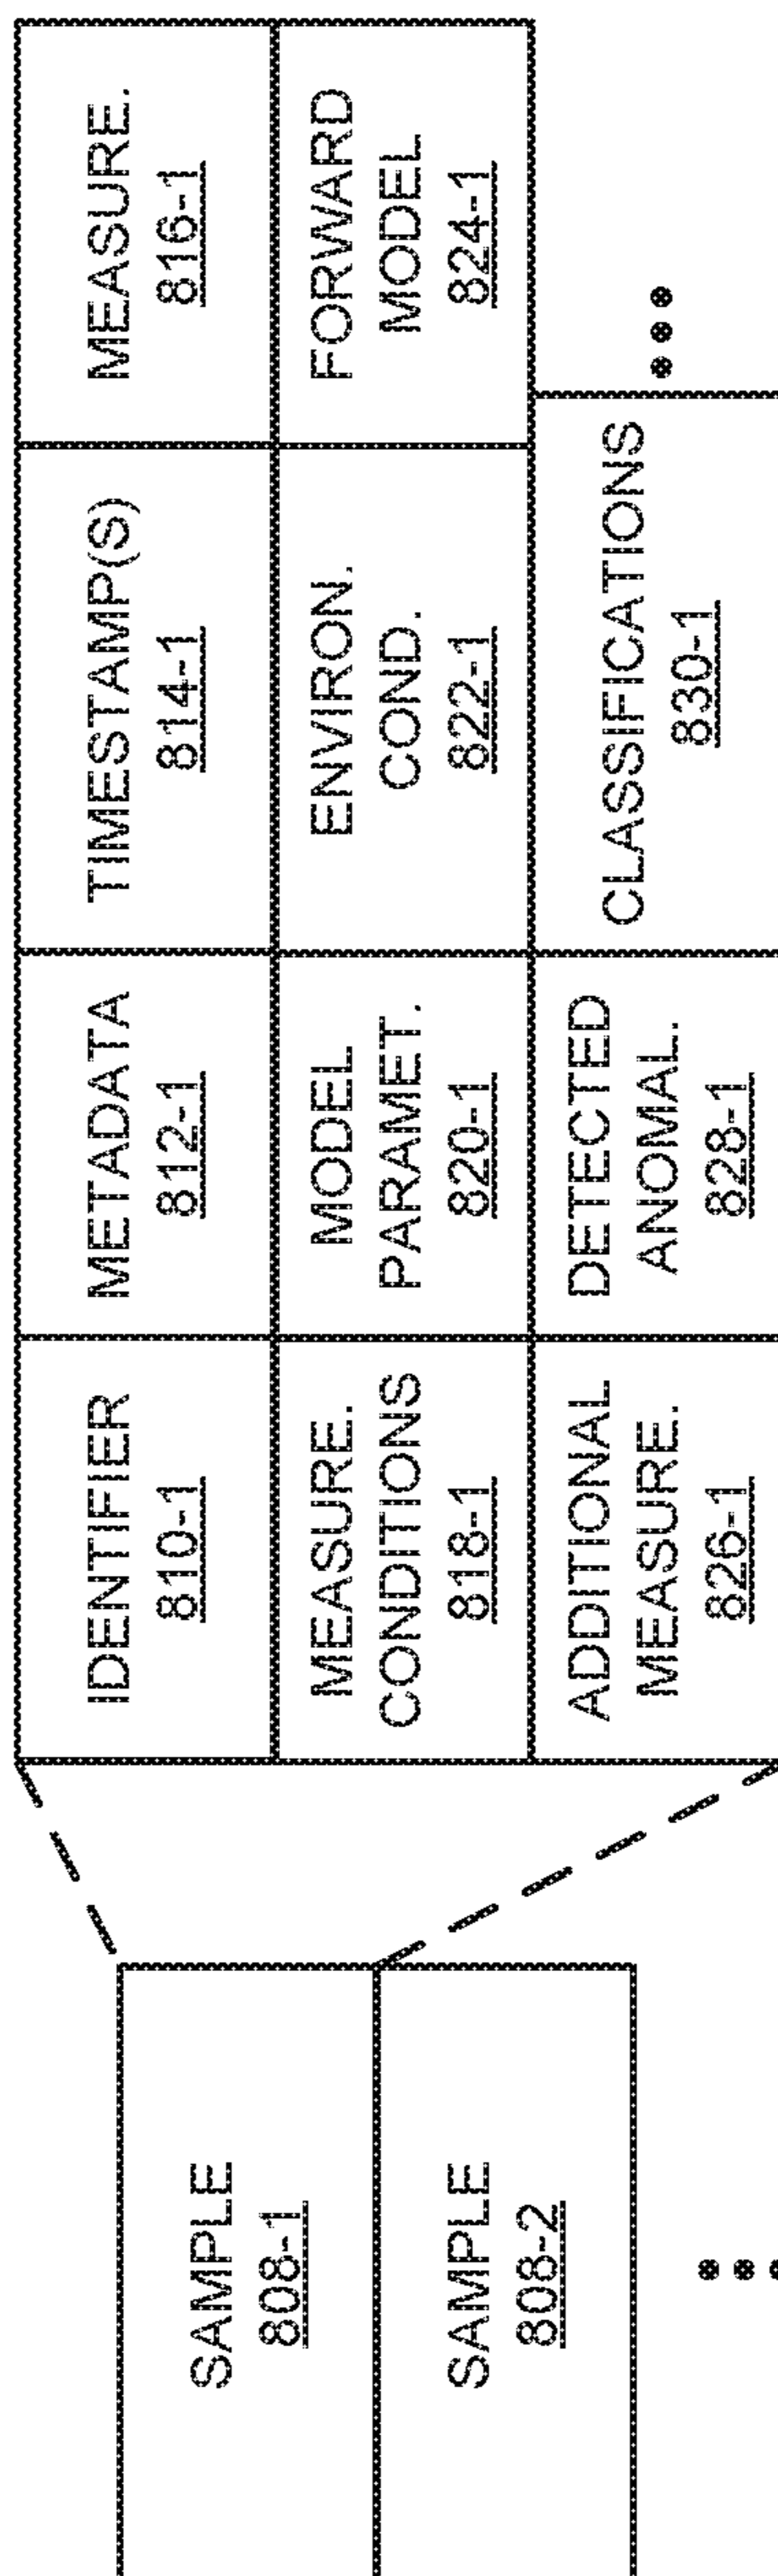 SAMPLE
808-1
SAMPLE
808-2
IDENTIFIER
810-1
METADATA
812-1
TIMESTAMP(S)
814-1
MEASURE.
816-1
MEASURE.
CONDITIONS
818-1
MODEL
PARAMET.
820-1
ENVIRON.
COND.
822-1
FORWARD
MODEL
824-1
ADDITIONAL
MEASURE.
826-1
DETECTED
ANOMAL.
828-1
CLASSIFICATIONS
830-1